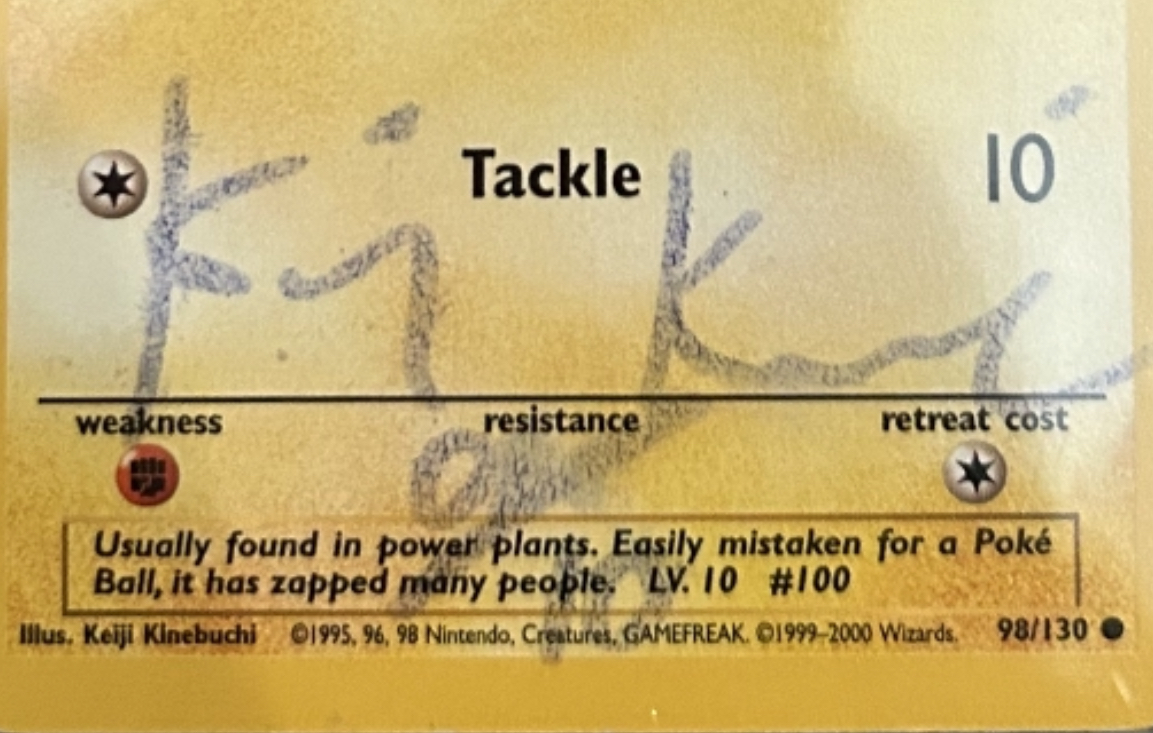 Tackle 10
weakness resistance retreat cost
Usually found in power plants. Easily mistaken for a Poké
Ball, it has zapped many people. LV. 10 #100
Illus. Keiji Kinebuchi ©1995, 96, 98 Nintendo, Creatures, GAMEFREAK. ©1999–2000 Wizards. 98/130